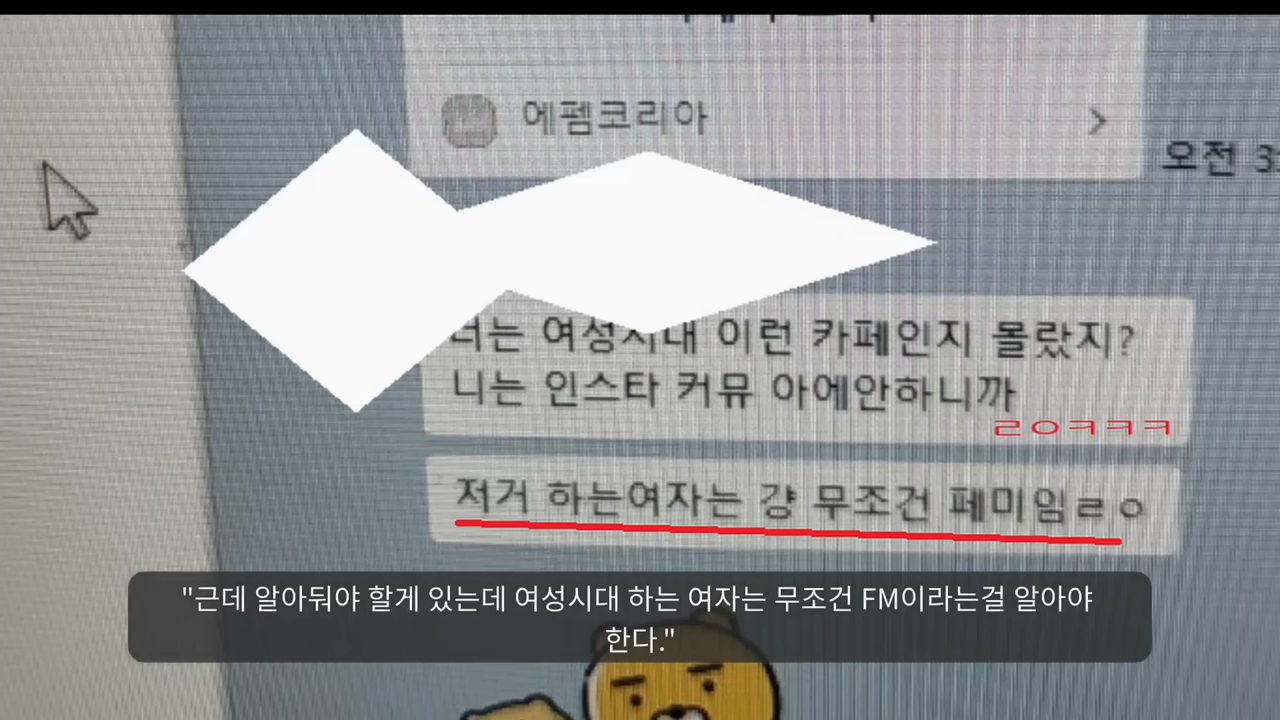 에펨코리아
오전 3:
너는 여성시대 이런 카페인지 몰랐지?
니는 인스타 커뮤 아에안하니까
ㄹㅇㅋㅋㅋ
저거 하는여자는 걍 무조건 페미임ㄹㅇ
"근데 알아둬야 할게 있는데 여성시대 하는 여자는 무조건 FM이라는걸 알아야
한다."